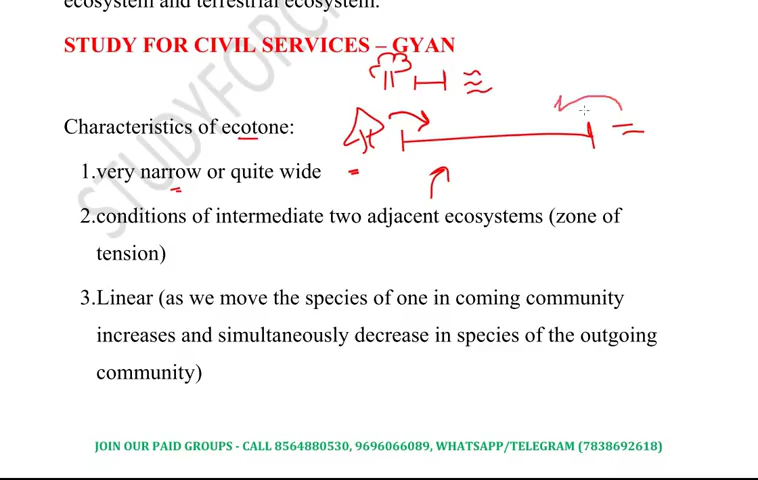 ecosystem and terrestrial ecosystem.
STUDY FOR CIVIL SERVICES – GYAN
Characteristics of ecotone:
1.very narrow or quite wide
2.conditions of intermediate two adjacent ecosystems (zone of
tension)
3.Linear (as we move the species of one in coming community
increases and simultaneously decrease in species of the outgoing
community)
JOIN OUR PAID GROUPS - CALL 8564880530, 9696066089, WHATSAPP/TELEGRAM (7838692618)
STUDYFORC